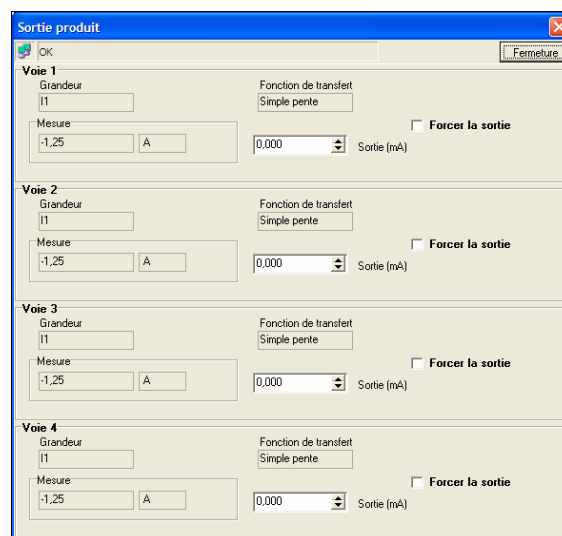 Sortie produit
OK Fermeture
Voie 1
Grandeur Fonction de transfert
I1 Simple pente
Mesure Forcer la sortie
-1,25 A 0,000 Sortie (mA)
Voie 2
Grandeur Fonction de transfert
I1 Simple pente
Mesure Forcer la sortie
-1,25 A 0,000 Sortie (mA)
Voie 3
Grandeur Fonction de transfert
I1 Simple pente
Mesure Forcer la sortie
-1,25 A 0,000 Sortie (mA)
Voie 4
Grandeur Fonction de transfert
I1 Simple pente
Mesure Forcer la sortie
-1,25 A 0,000 Sortie (mA)